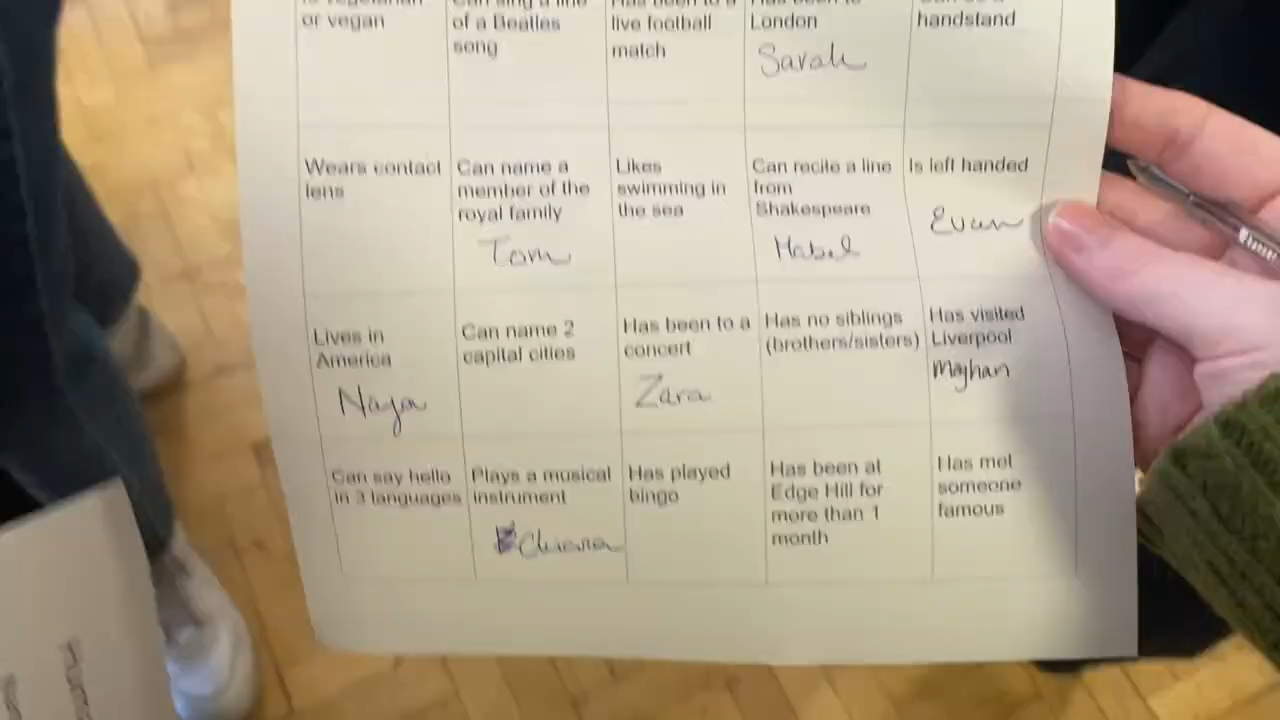 or vegan
of a Beatles
song
live football
match
London
Sarah
handstand
Wears contact
lens
Can name a
member of the
royal family
Tom
Likes
swimming in
the sea
Can recite a line
from
Shakespeare
Mabel
Is left handed
Evan
Lives in
America
Naya
Can name 2
capital cities
Has been to a
concert
Zara
Has no siblings
(brothers/sisters)
Has visited
Liverpool
Meghan
Can say hello
in 3 languages
Plays a musical
instrument
Chiara
Has played
bingo
Has been at
Edge Hill for
more than 1
month
Has met
someone
famous